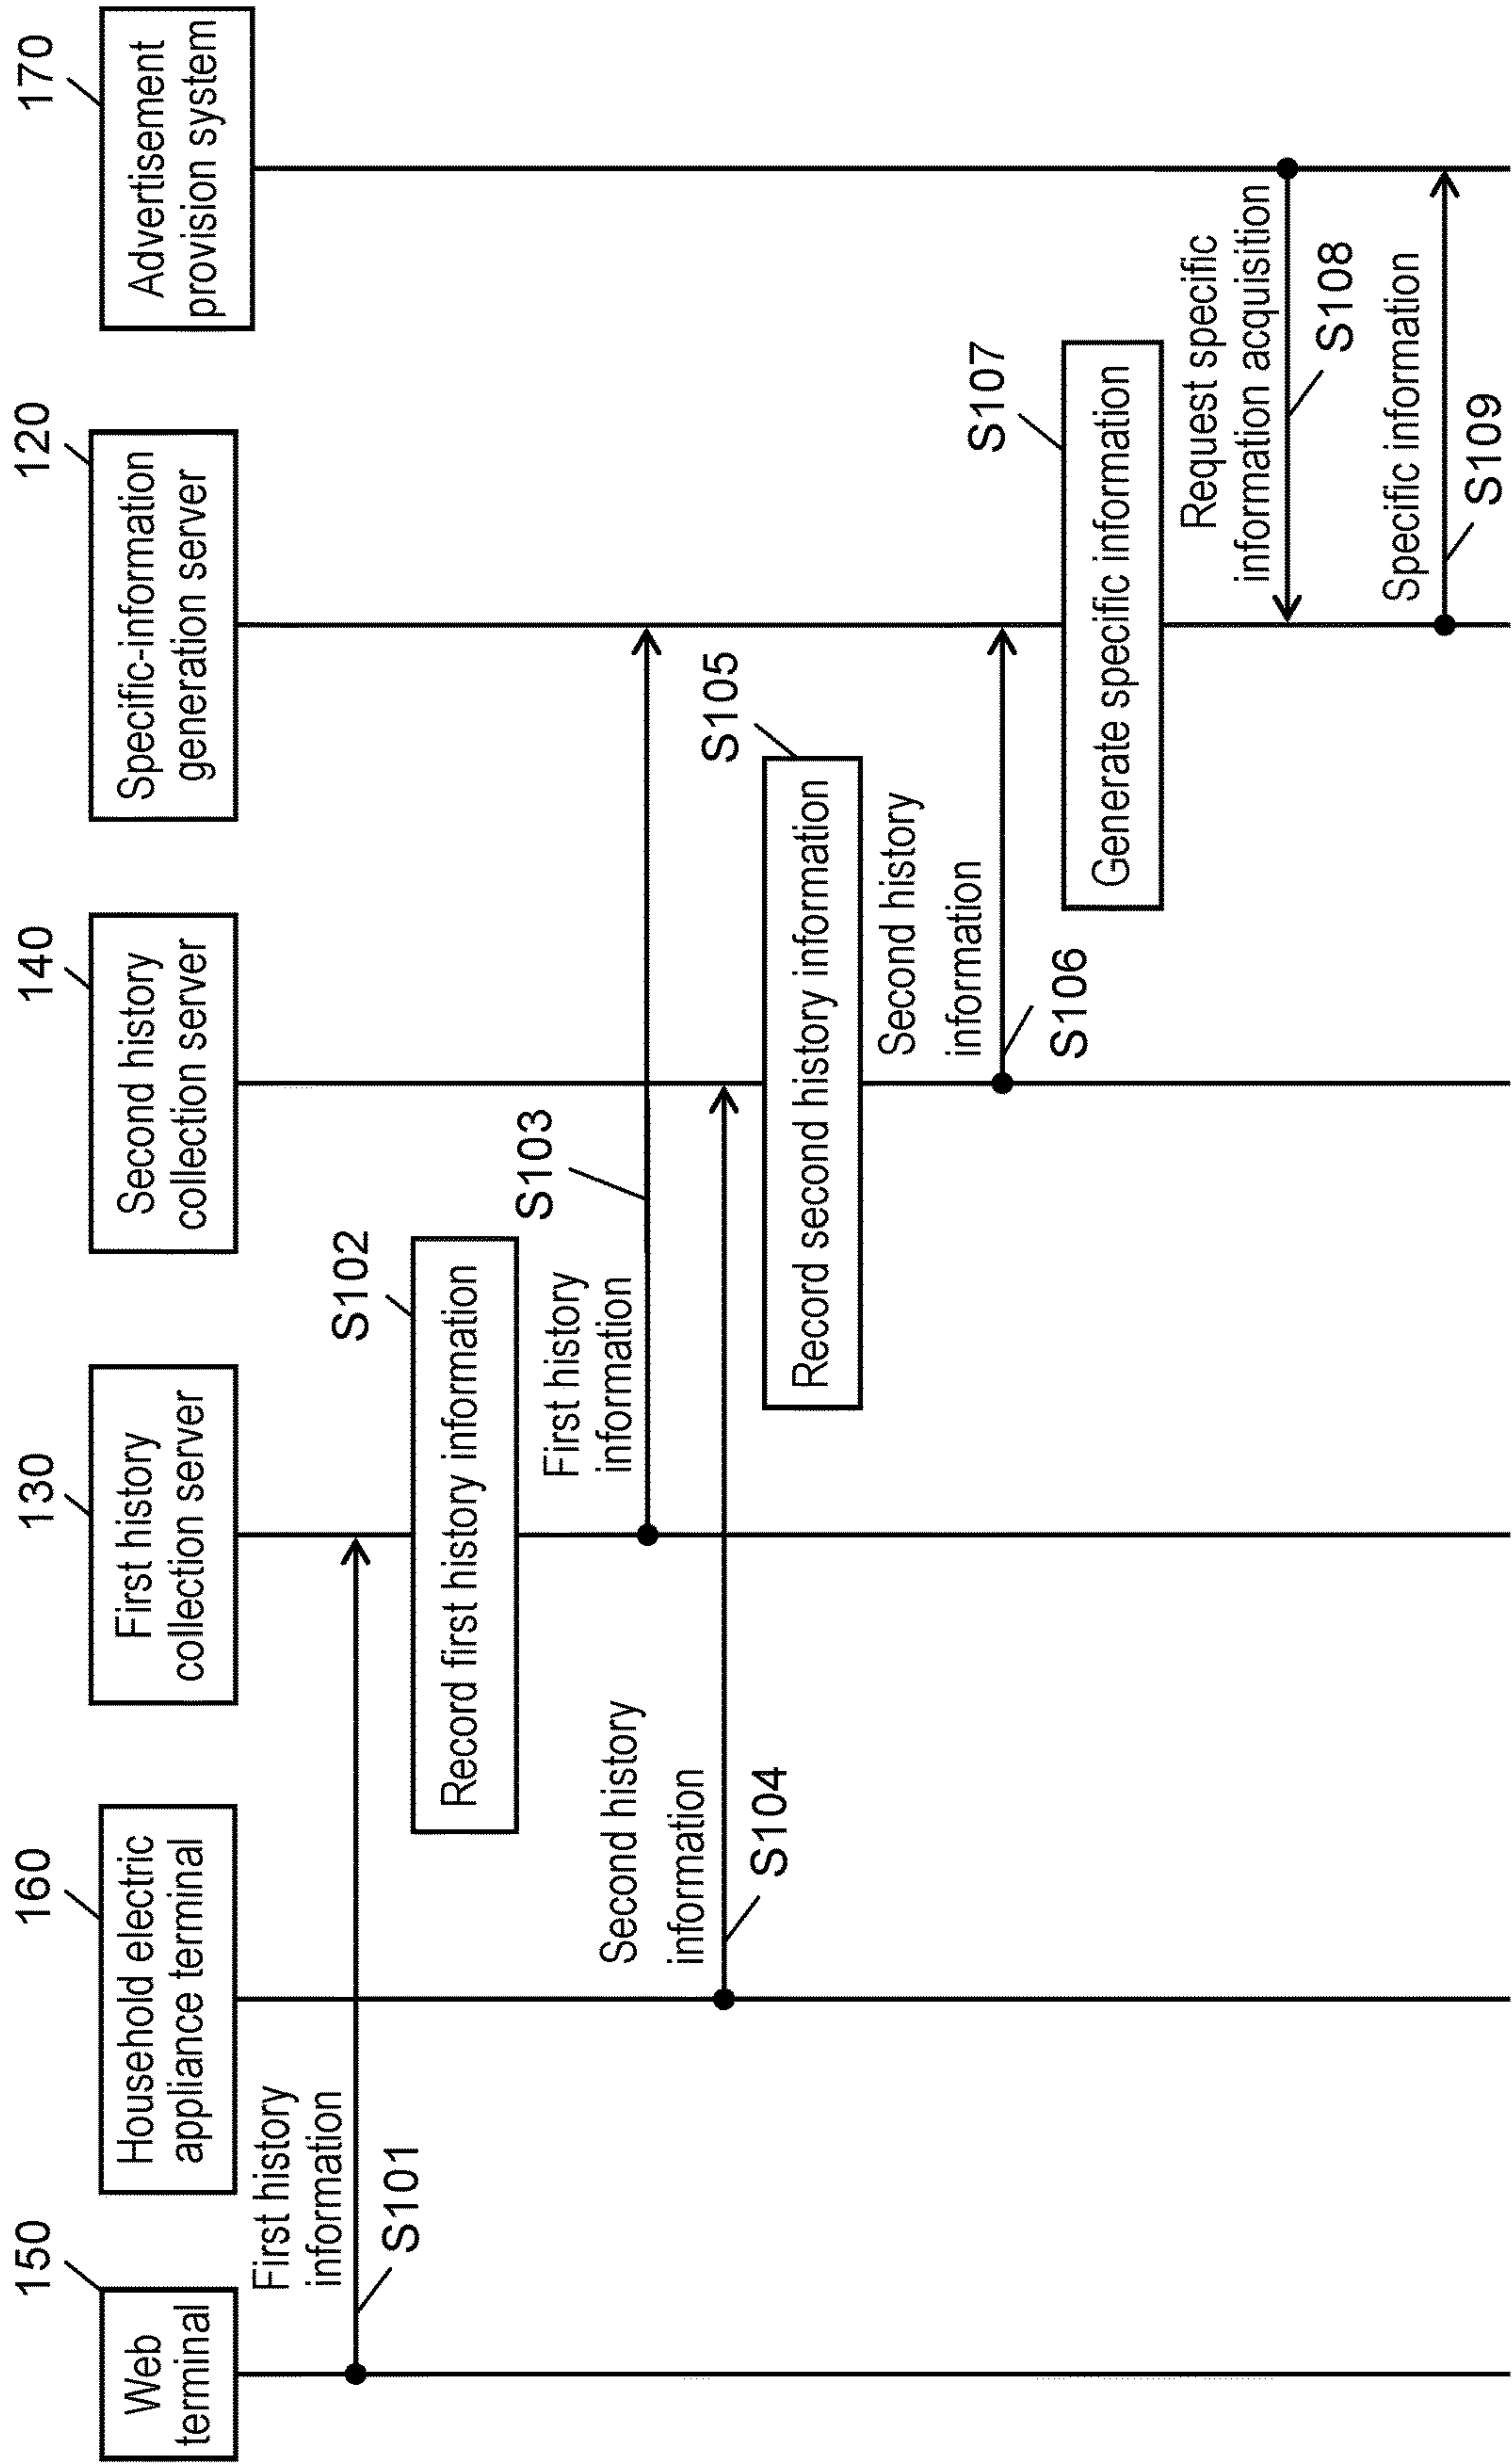 150
Web
terminal
160
Household electric
appliance terminal
130
First history
collection server
140
Second history
collection server
120
Specific-information
generation server
170
Advertisement
provision system
First history
information
S101
S102
Record first history information
First history
information
S103
Second history
information
S104
S105
Record second history information
Second history
information
S106
S107
Generate specific information
Request specific
information acquisition
S108
Specific information
S109